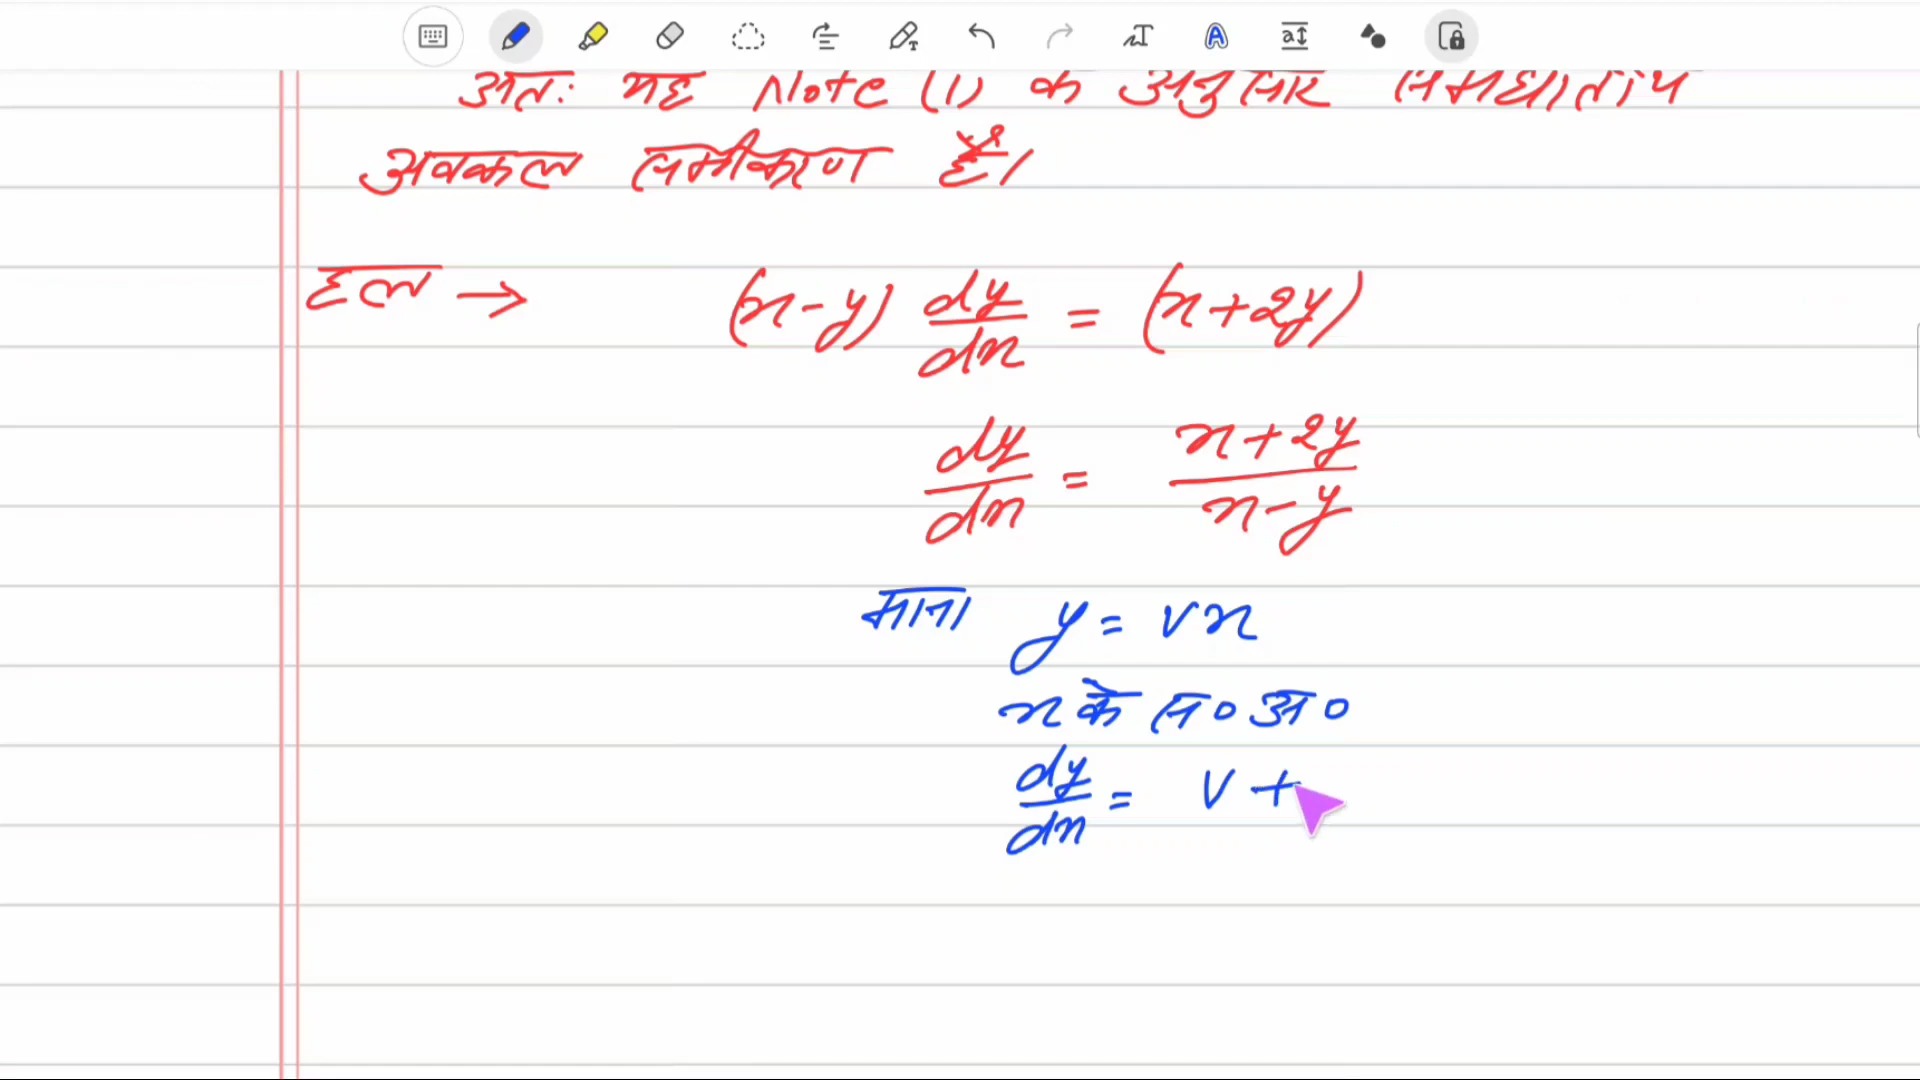 अतः यह Note (1) के अनुसार समघातीय
अवकल समीकरण है।
हल → (x-y) dy/dx = (x+2y)
dy/dx = x+2y/x-y
माना y = vx
x के स० अ०
dy/dx = v +